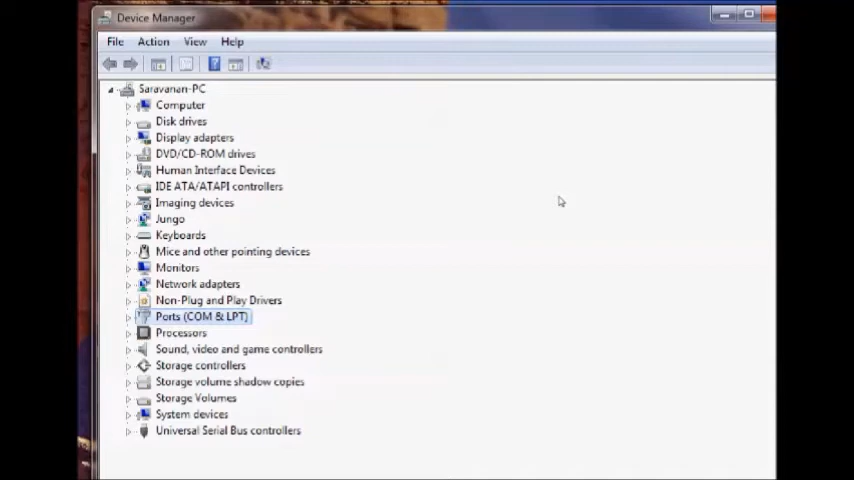 Device Manager
File Action View Help
Saravanan-PC
Computer
Disk drives
Display adapters
DVD/CD-ROM drives
Human Interface Devices
IDE ATA/ATAPI controllers
Imaging devices
Jungo
Keyboards
Mice and other pointing devices
Monitors
Network adapters
Non-Plug and Play Drivers
Ports (COM & LPT)
Processors
Sound, video and game controllers
Storage controllers
Storage volume shadow copies
Storage Volumes
System devices
Universal Serial Bus controllers